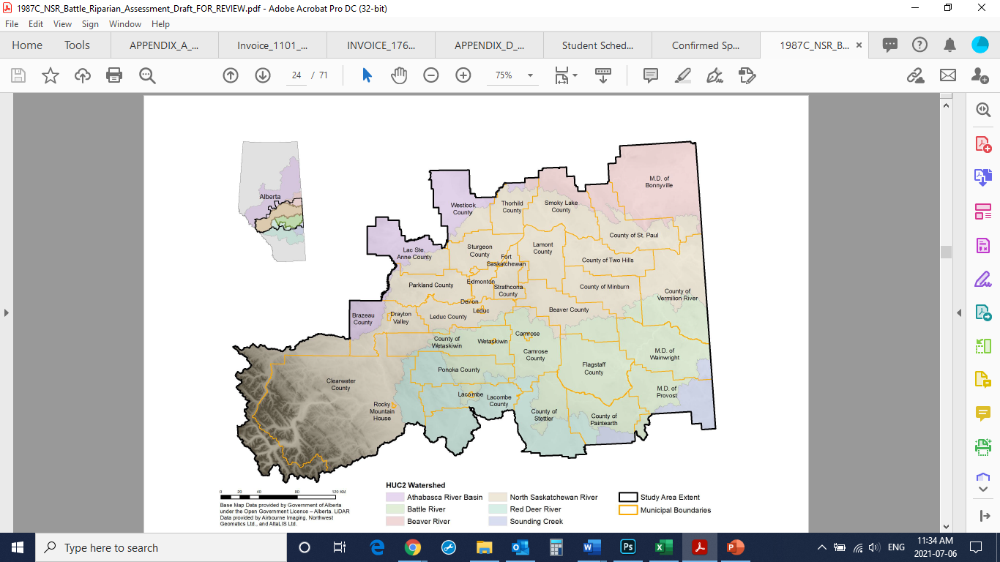 1987C_NSR_Battle_Riparian_Assessment_Draft_FOR_REVIEW.pdf - Adobe Acrobat Pro DC (32-bit)
File Edit View Sign Window Help
Home Tools APPENDIX_A_... Invoice_1101_... INVOICE_176... APPENDIX_D_... Student Sched... Confirmed Sp... 1987C_NSR_B...
24 / 71 75%
Alberta
M.D. of
Bonnyville
Westlock
County
Thorhild
County
Smoky Lake
County
County of St. Paul
Lac Ste.
Anne County
Sturgeon
County
Fort
Saskatchewan
Lamont
County
County of Two Hills
Parkland County
Edmonton
Strathcona
County
County of Minburn
County of
Vermilion River
Devon
Leduc
Brazeau
County
Drayton
Valley
Leduc County
Beaver County
County of
Wetaskiwin
Wetaskiwin
Camrose
Camrose
County
M.D. of
Wainwright
Ponoka County
Flagstaff
County
Clearwater
County
M.D. of
Provost
Lacombe
Lacombe
County
Rocky
Mountain
House
County of
Stettler
County of
Paintearth
0 20 40 80 120 KM
Base Map Data provided by Government of Alberta
under the Open Government Licence – Alberta. LiDAR
Data provided by Airbourne Imaging, Northwest
Geomatics Ltd., and AltaLIS Ltd.
HUC2 Watershed
Athabasca River Basin North Saskatchewan River Study Area Extent
Battle River Red Deer River Municipal Boundaries
Beaver River Sounding Creek
Type here to search
ENG
11:34 AM
2021-07-06